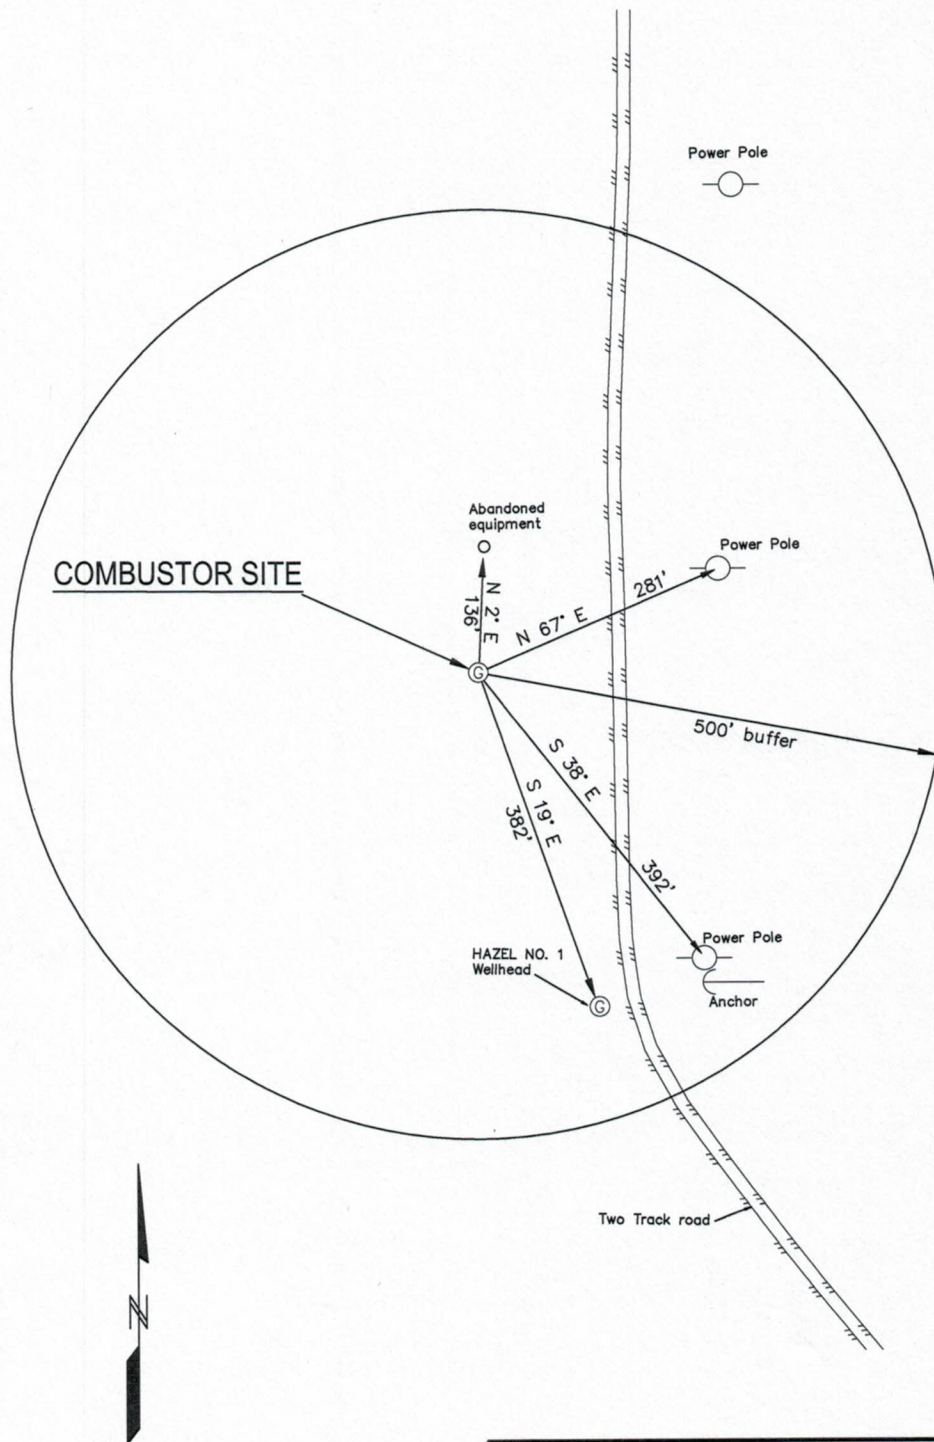 Power Pole
Abandoned
equipment
Power Pole
COMBUSTOR SITE
N 2° E
136'
N 67° E 281'
G
500' buffer
S 38° E 392'
S 19° E
382'
Power Pole
HAZEL NO. 1
Wellhead
G
Anchor
Two Track road
N